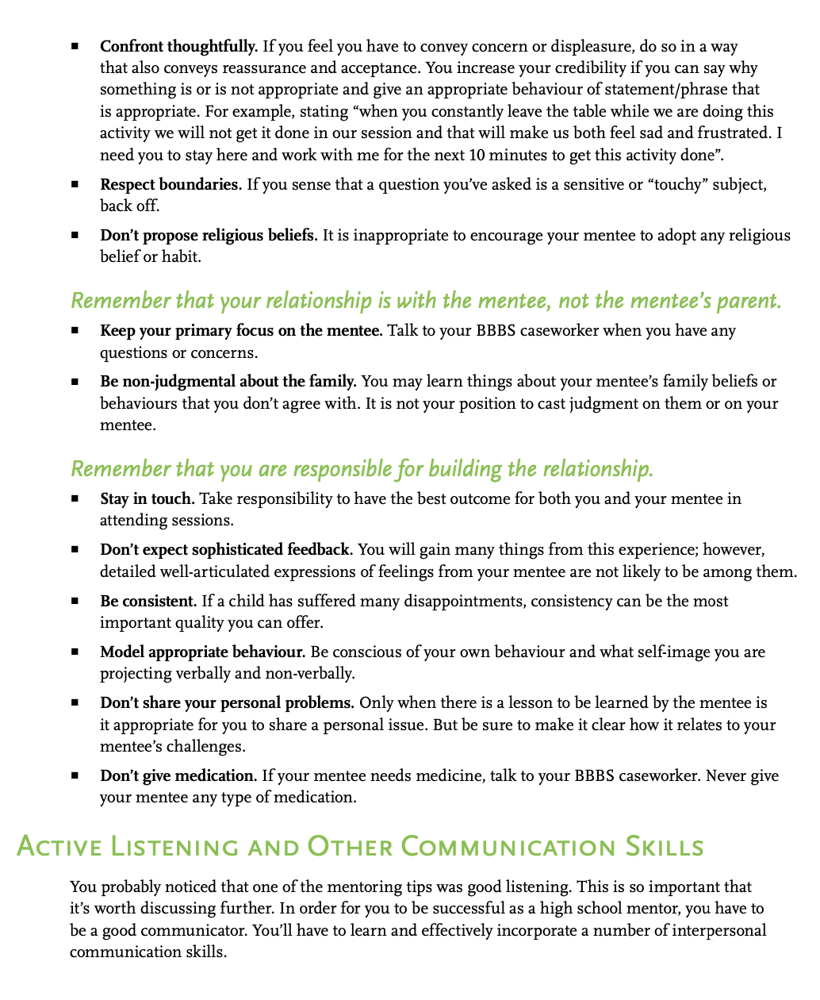 ▪ Confront thoughtfully. If you feel you have to convey concern or displeasure, do so in a way
that also conveys reassurance and acceptance. You increase your credibility if you can say why
something is or is not appropriate and give an appropriate behaviour of statement/phrase that
is appropriate. For example, stating “when you constantly leave the table while we are doing this
activity we will not get it done in our session and that will make us both feel sad and frustrated. I
need you to stay here and work with me for the next 10 minutes to get this activity done”.
▪ Respect boundaries. If you sense that a question you’ve asked is a sensitive or “touchy” subject,
back off.
▪ Don’t propose religious beliefs. It is inappropriate to encourage your mentee to adopt any religious
belief or habit.
Remember that your relationship is with the mentee, not the mentee’s parent.
▪ Keep your primary focus on the mentee. Talk to your BBBS caseworker when you have any
questions or concerns.
▪ Be non-judgmental about the family. You may learn things about your mentee’s family beliefs or
behaviours that you don’t agree with. It is not your position to cast judgment on them or on your
mentee.
Remember that you are responsible for building the relationship.
▪ Stay in touch. Take responsibility to have the best outcome for both you and your mentee in
attending sessions.
▪ Don’t expect sophisticated feedback. You will gain many things from this experience; however,
detailed well-articulated expressions of feelings from your mentee are not likely to be among them.
▪ Be consistent. If a child has suffered many disappointments, consistency can be the most
important quality you can offer.
▪ Model appropriate behaviour. Be conscious of your own behaviour and what self-image you are
projecting verbally and non-verbally.
▪ Don’t share your personal problems. Only when there is a lesson to be learned by the mentee is
it appropriate for you to share a personal issue. But be sure to make it clear how it relates to your
mentee’s challenges.
▪ Don’t give medication. If your mentee needs medicine, talk to your BBBS caseworker. Never give
your mentee any type of medication.
Active Listening and Other Communication Skills
You probably noticed that one of the mentoring tips was good listening. This is so important that
it’s worth discussing further. In order for you to be successful as a high school mentor, you have to
be a good communicator. You’ll have to learn and effectively incorporate a number of interpersonal
communication skills.